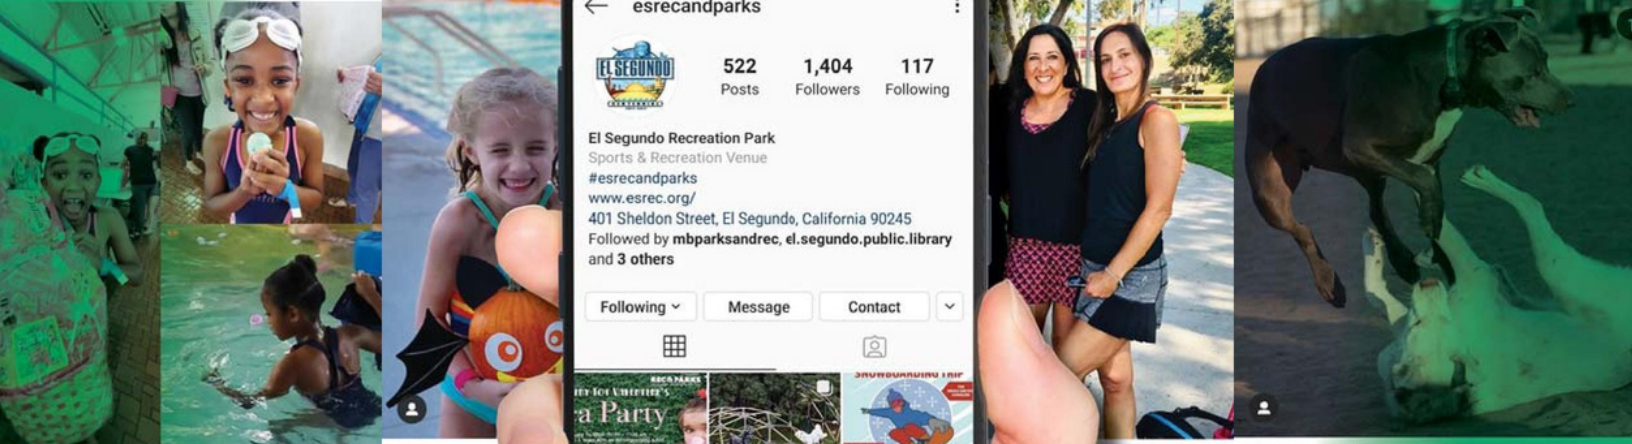 esrecandparks
EL SEGUNDO
522 1,404 117
Posts Followers Following
El Segundo Recreation Park
Sports & Recreation Venue
#esrecandparks
www.esrec.org/
401 Sheldon Street, El Segundo, California 90245
Followed by mbparksandrec, el.segundo.public.library
and 3 others
Following Message Contact
REC & PARKS
a Party
SNOWBOARDING TRIP